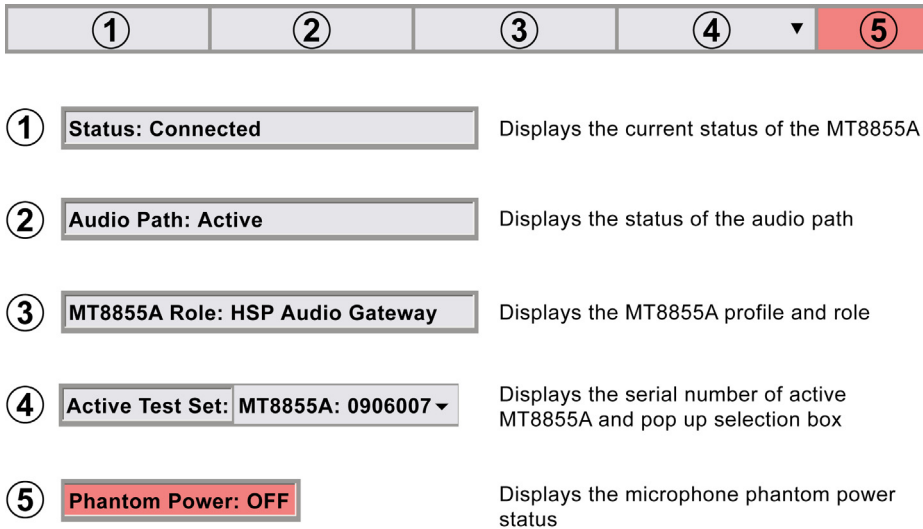 ① ② ③ ④ ▼ ⑤
① Status: Connected Displays the current status of the MT8855A
② Audio Path: Active Displays the status of the audio path
③ MT8855A Role: HSP Audio Gateway Displays the MT8855A profile and role
④ Active Test Set: MT8855A: 0906007 Displays the serial number of active
MT8855A and pop up selection box
⑤ Phantom Power: OFF Displays the microphone phantom power
status